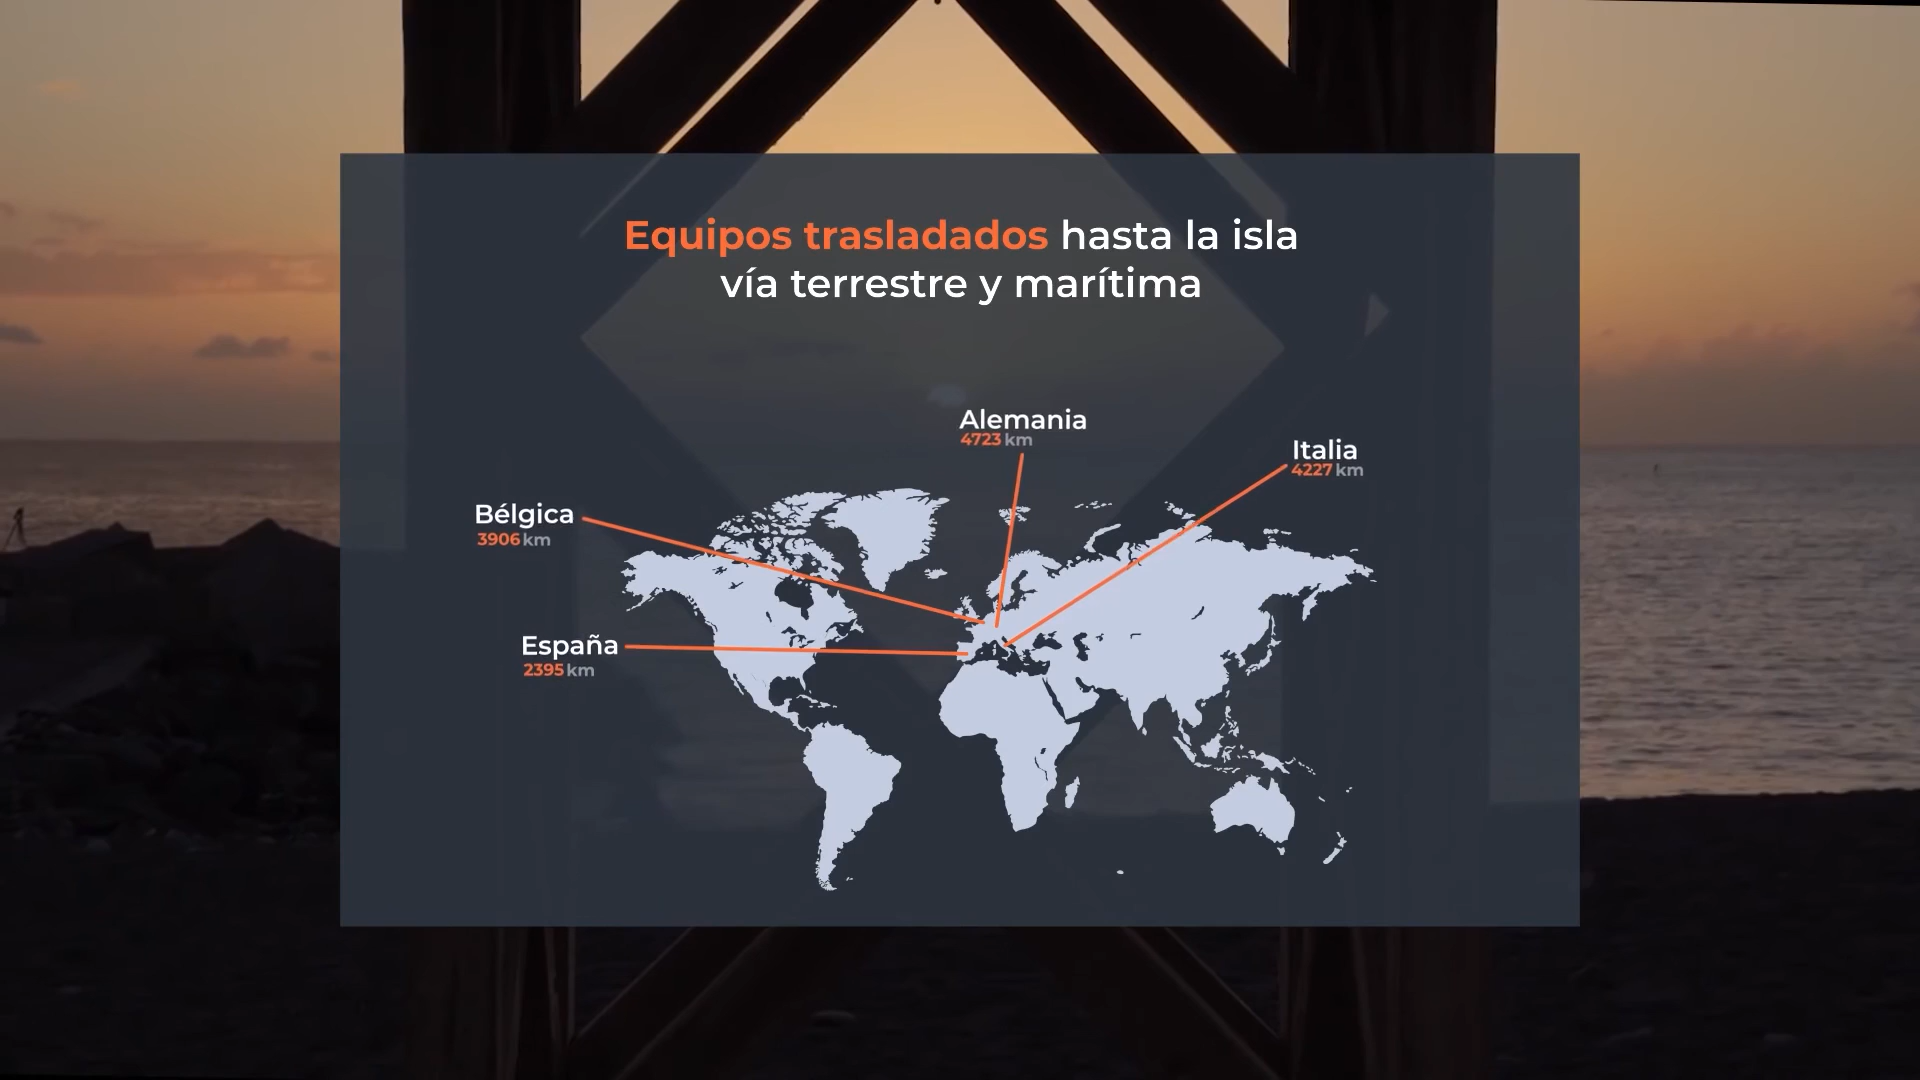 Equipos trasladados hasta la isla
vía terrestre y marítima
Alemania
4723 km
Italia
4227 km
Bélgica
3906 km
España
2395 km